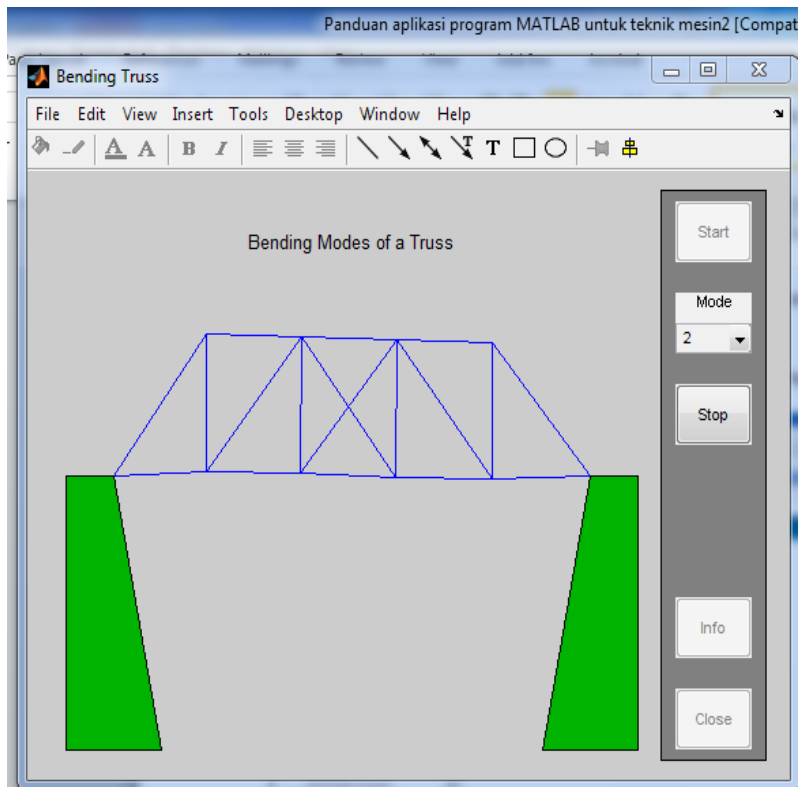 Panduan aplikasi program MATLAB untuk teknik mesin2 [Compat
Bending Truss
File Edit View Insert Tools Desktop Window Help
A A B I T T
Bending Modes of a Truss
Start
Mode
2
Stop
Info
Close